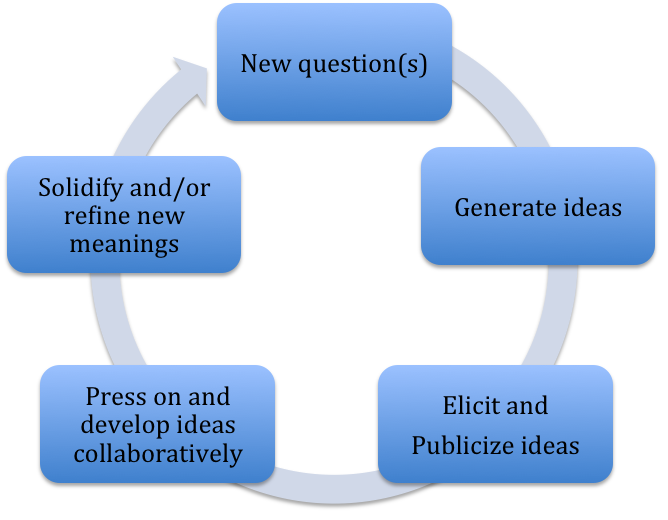 New question(s)
Generate ideas
Elicit and
Publicize ideas
Press on and
develop ideas
collaboratively
Solidify and/or
refine new
meanings